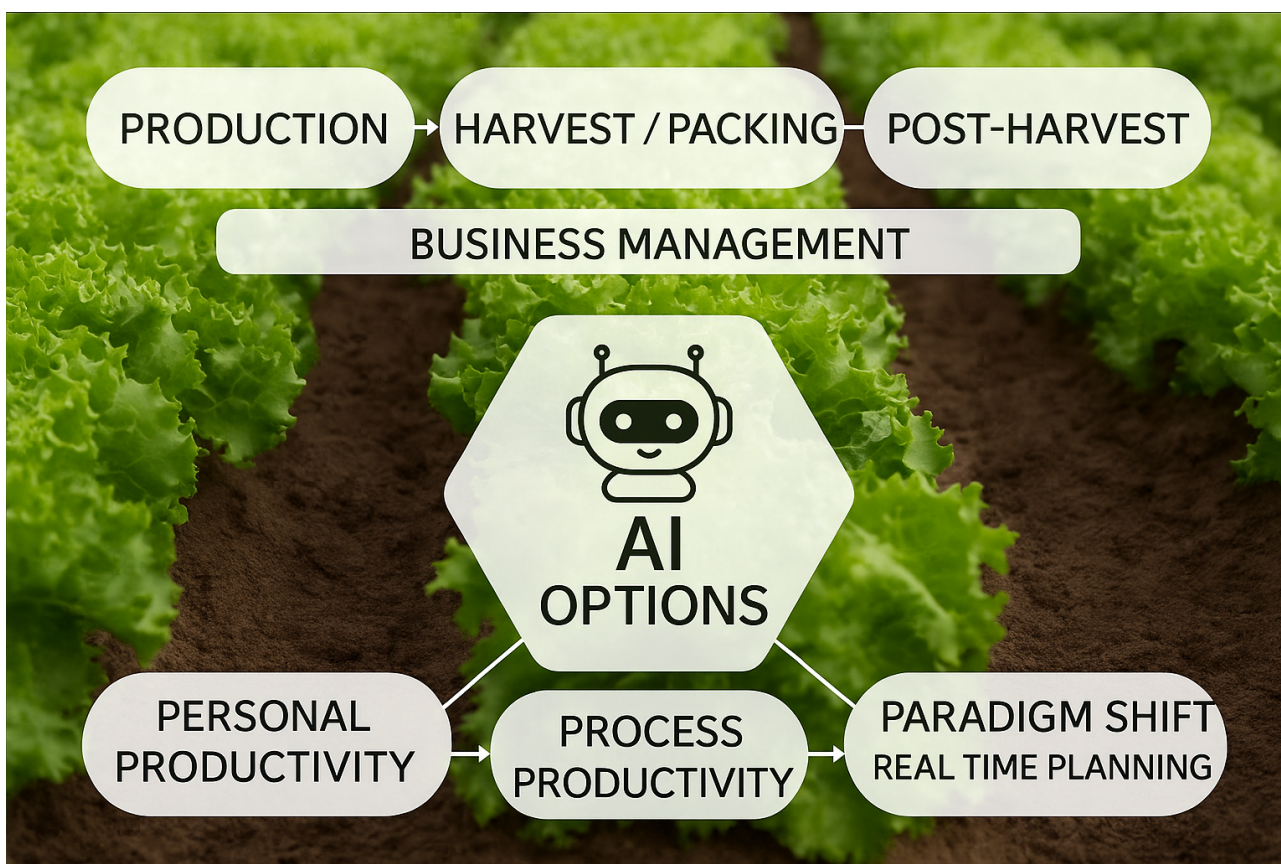 PRODUCTION
HARVEST / PACKING
POST-HARVEST
BUSINESS MANAGEMENT
AI
OPTIONS
PERSONAL
PRODUCTIVITY
PROCESS
PRODUCTIVITY
PARADIGM SHIFT
REAL TIME PLANNING